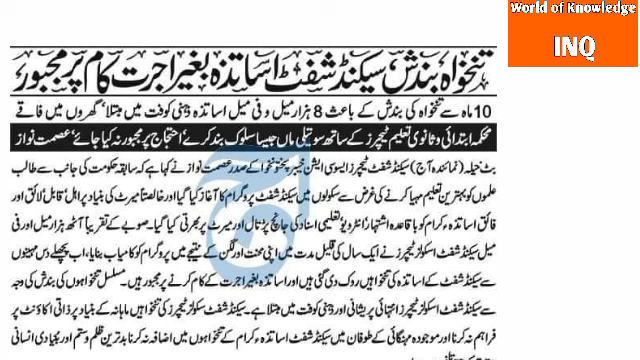 World of Knowledge
INQ
تنخواہ بندش سیکنڈ شفٹ اساتذہ بغیر اجرت کام پر مجبور
10 ماہ سے تنخواہ کی بندش کے باعث 8 ہزار میل و فی میل اساتذہ ذہنی کوفت میں مبتلا' گھروں میں فاقے
محکمہ ابتدائی و ثانوی تعلیم ٹیچرز کے ساتھ سوتیلی ماں جیسا سلوک بند کرے' احتجاج پر مجبور نہ کیا جائے' عصمت نواز
بٹ خیلہ (نمائندہ آج) سیکنڈ شفٹ ٹیچرز ایسوسی ایشن خیبر پختونخوا کے صدر عصمت نواز نے کہا ہے کہ سابقہ حکومت کی جانب سے طالب
علموں کو بہترین تعلیم مہیا کرنے کی غرض سے سکولوں میں سیکنڈ شفٹ پروگرام کا آغاز کیا گیا اور خالصتاً میرٹ کی بنیاد پر اہل' قابل' لائق اور
فائق اساتذہ کرام کو باقاعدہ اشتہار' انٹرویو' تعلیمی اسناد کی جانچ پڑتال اور میرٹ پر بھرتی کیا گیا۔ صوبے کے تقریباً آٹھ ہزار میل اور فی
میل سیکنڈ شفٹ اسکولز ٹیچرز نے ایک سال کی قلیل مدت میں اپنی محنت اور لگن کے نتیجے میں پروگرام کو کامیاب بنایا، اب پچھلے دس مہینوں
سے سیکنڈ شفٹ کے اساتذہ کی تنخواہیں روک دی گئی ہیں اور اساتذہ بغیر اجرت کے کام کرنے پر مجبور ہیں۔ مسلسل تنخواہوں کی بندش کی وجہ
سے سیکنڈ شفٹ اسکولز ٹیچرز انتہائی پریشانی اور ذہنی کوفت میں مبتلا ہے۔ سیکنڈ شفٹ اسکولز ٹیچرز کی تنخواہیں ماہانہ کے بنیاد پر ذاتی اکاؤنٹ پر
فراہم نہ کرنا اور موجودہ مہنگائی کے طوفان میں سیکنڈ شفٹ اساتذہ کرام کے تنخواہوں میں اضافہ نہ کرنا بدترین ظلم و ستم اور بنیادی انسانی